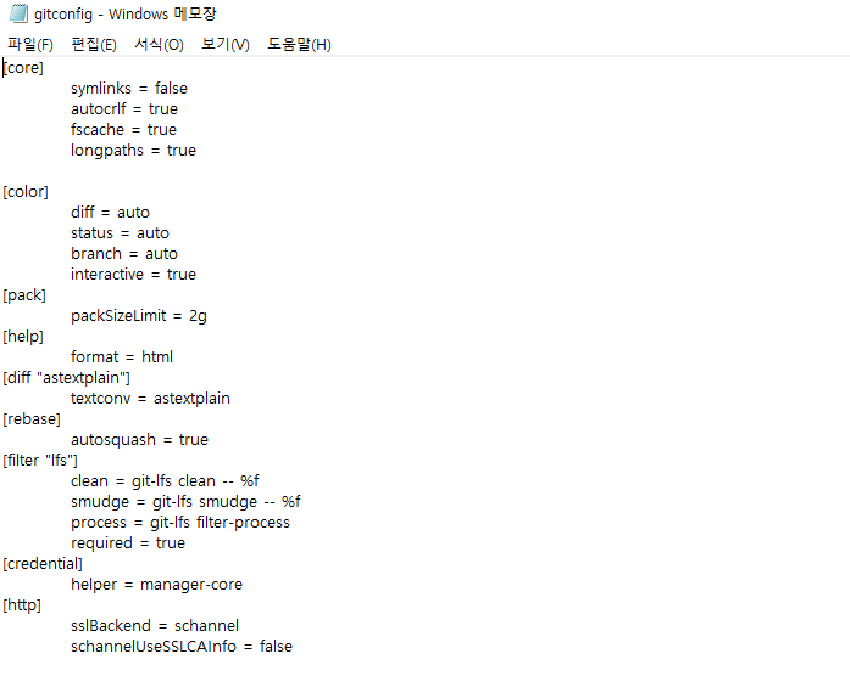 gitconfig - Windows 메모장
파일(F) 편집(E) 서식(O) 보기(V) 도움말(H)
[core]
symlinks = false
autocrlf = true
fscache = true
longpaths = true
[color]
diff = auto
status = auto
branch = auto
interactive = true
[pack]
packSizeLimit = 2g
[help]
format = html
[diff "astextplain"]
textconv = astextplain
[rebase]
autosquash = true
[filter "lfs"]
clean = git-lfs clean -- %f
smudge = git-lfs smudge -- %f
process = git-lfs filter-process
required = true
[credential]
helper = manager-core
[http]
sslBackend = schannel
schannelUseSSLCAInfo = false